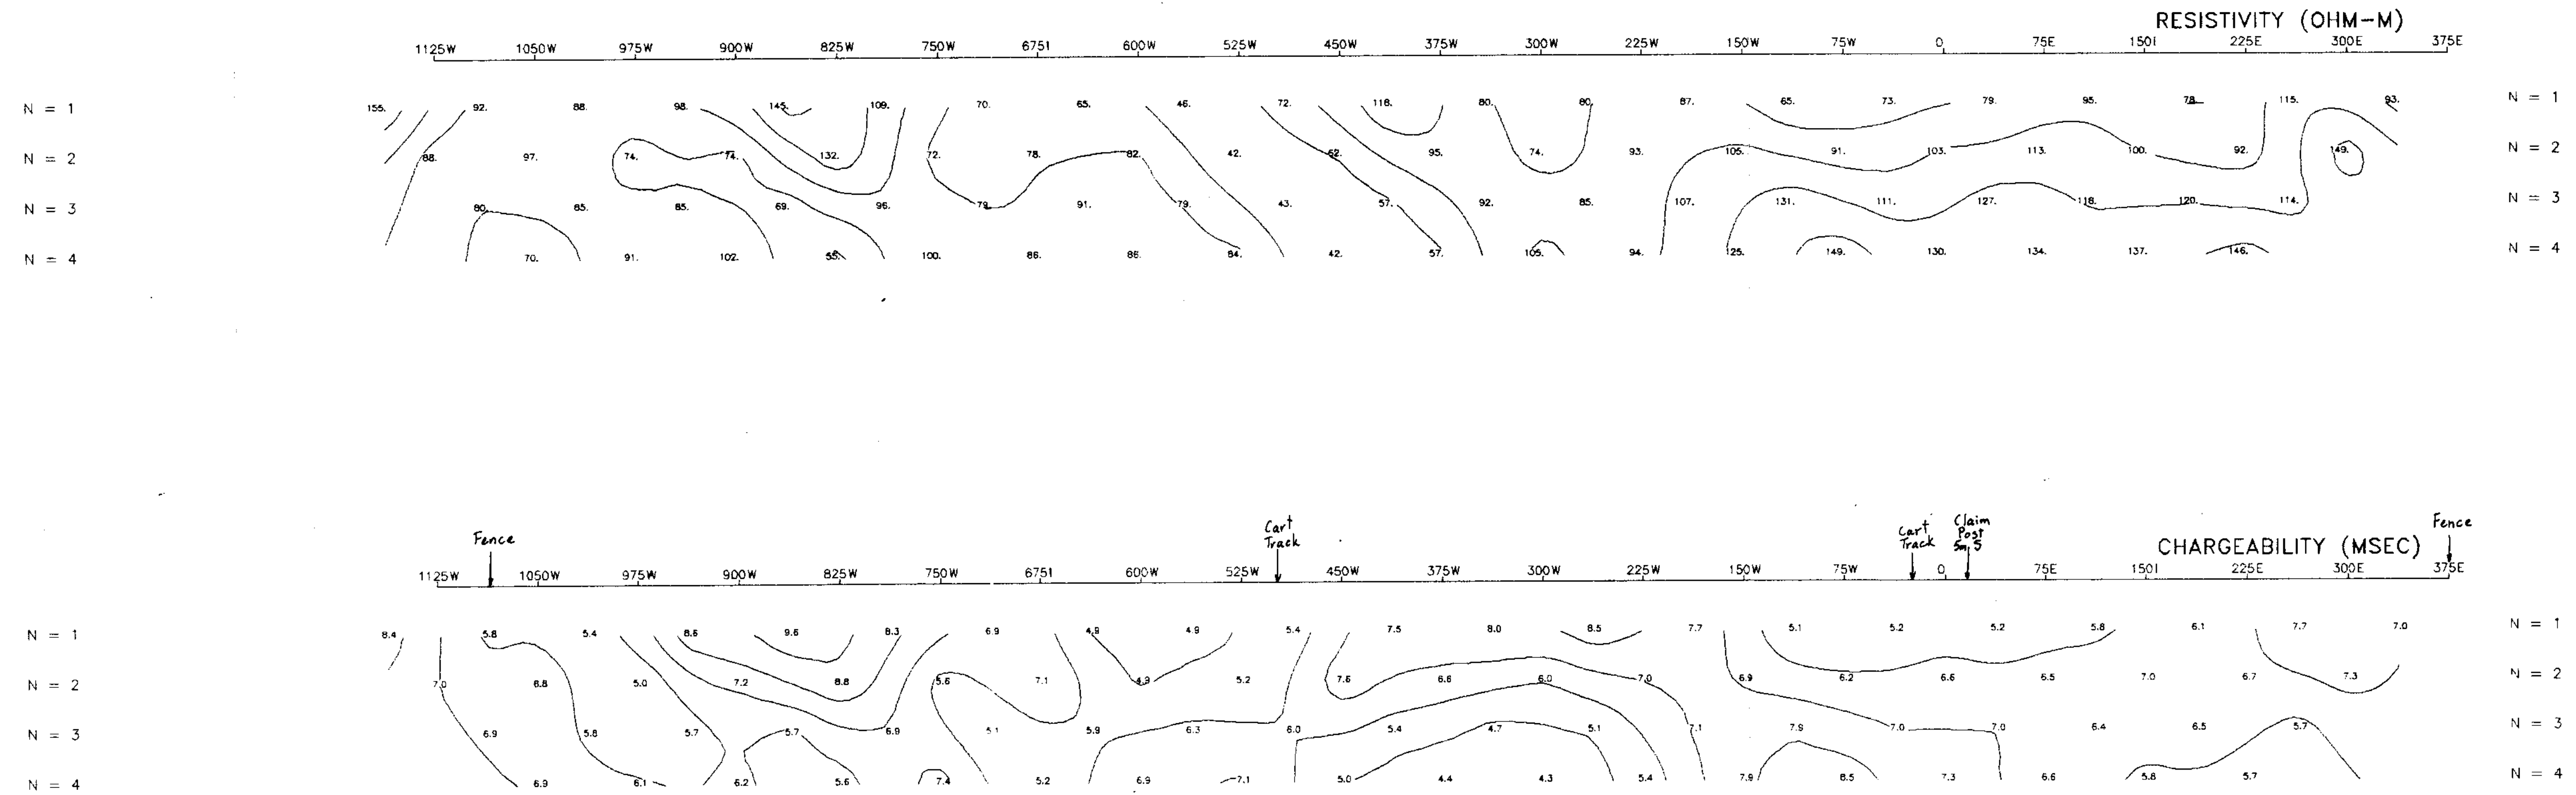 RESISTIVITY (OHM-M)
1125W 1050W 975W 900W 825W 750W 675I 600W 525W 450W 375W 300W 225W 150W 75W 0 75E 150I 225E 300E 375E
N = 1 155. 92. 88. 98. 145. 109. 70. 65. 46. 72. 118. 80. 80. 87. 65. 73. 79. 95. 78. 115. 93. N = 1
N = 2 88. 97. 74. 74. 132. 72. 78. 82. 42. 62. 95. 74. 93. 105. 91. 103. 113. 100. 92. 149. N = 2
N = 3 80. 85. 85. 69. 96. 79. 91. 79. 43. 57. 92. 85. 107. 131. 111. 127. 118. 120. 114. N = 3
N = 4 70. 91. 102. 55. 100. 86. 86. 84. 42. 57. 105. 94. 125. 149. 130. 134. 137. 146. N = 4
Fence
Cart
Track
Cart
Track
Claim
Post
Fence
CHARGEABILITY (MSEC)
1125W 1050W 975W 900W 825W 750W 675I 600W 525W 450W 375W 300W 225W 150W 75W 0 75E 150I 225E 300E 375E
N = 1 8.4 5.8 5.4 8.6 9.6 8.3 6.9 4.9 4.9 5.4 7.5 8.0 8.5 7.7 5.1 5.2 5.2 5.8 6.1 7.7 7.0 N = 1
N = 2 7.0 6.8 5.0 7.2 8.8 5.6 7.1 4.9 5.2 7.6 6.6 6.0 7.0 6.9 6.2 6.6 6.5 7.0 6.7 7.3 N = 2
N = 3 6.9 5.8 5.7 5.7 6.9 5.1 5.9 6.3 6.0 5.4 4.7 5.1 7.1 7.9 7.0 7.0 6.4 6.5 5.7 N = 3
N = 4 6.9 6.1 6.2 5.6 7.4 5.2 6.9 7.1 5.0 4.4 4.3 5.4 7.9 8.5 7.3 6.6 5.8 5.7 N = 4